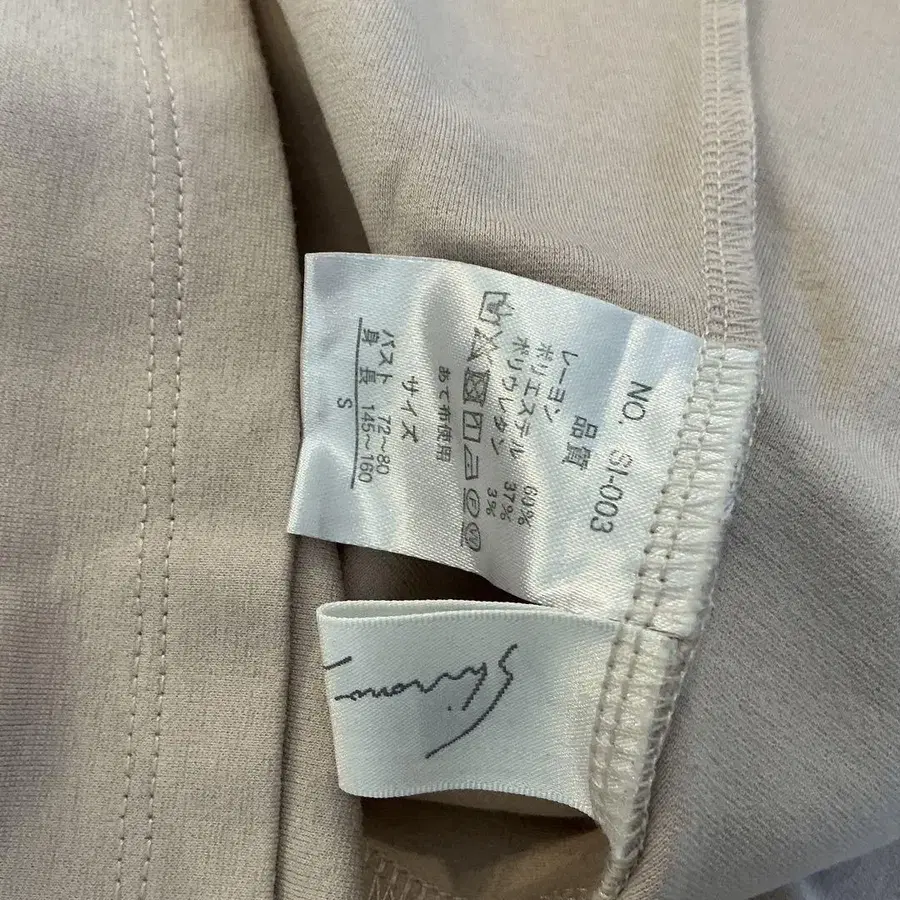 NO. SI-003
品質
レーヨン 60%
ポリエステル 37%
ポリウレタン 3%
あて布使用
サイズ
バスト 72〜80
身長 145〜160
S